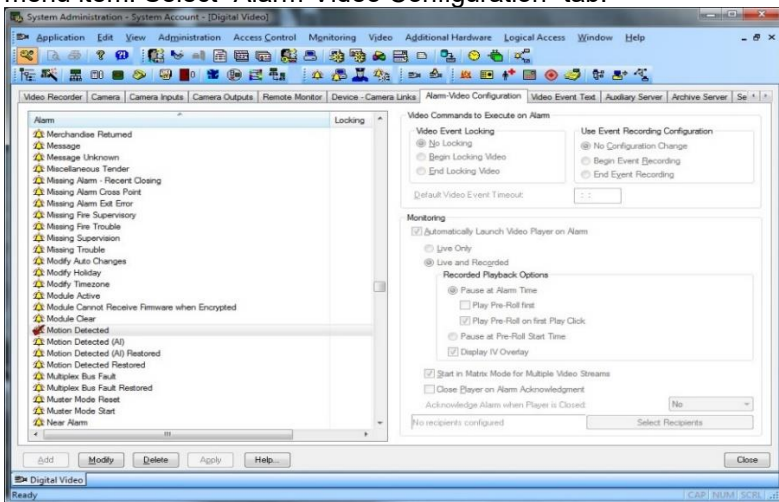 menu item. Select "Alarm-Video Configuration" tab.
System Administration - System Account - [Digital Video]
Application Edit View Administration Access Control Monitoring Video Additional Hardware Logical Access Window Help
Video Recorder Camera Camera Inputs Camera Outputs Remote Monitor Device - Camera Links Alarm-Video Configuration Video Event Text Auxiliary Server Archive Server Se
Alarm Locking
Merchandise Returned
Message
Message Unknown
Miscellaneous Tender
Missing Alarm - Recent Closing
Missing Alarm Cross Point
Missing Alarm Exit Error
Missing Fire Supervisory
Missing Fire Trouble
Missing Supervision
Missing Trouble
Modify Auto Changes
Modify Holiday
Modify Timezone
Module Active
Module Cannot Receive Firmware when Encrypted
Module Clear
Motion Detected
Motion Detected (AI)
Motion Detected (AI) Restored
Motion Detected Restored
Multiplex Bus Fault
Multiplex Bus Fault Restored
Muster Mode Reset
Muster Mode Start
Near Alarm
Video Commands to Execute on Alarm
Video Event Locking
No Locking
Begin Locking Video
End Locking Video
Use Event Recording Configuration
No Configuration Change
Begin Event Recording
End Event Recording
Default Video Event Timeout: : :
Monitoring
Automatically Launch Video Player on Alarm
Live Only
Live and Recorded
Recorded Playback Options
Pause at Alarm Time
Play Pre-Roll first
Play Pre-Roll on first Play Click
Pause at Pre-Roll Start Time
Display IV Overlay
Start in Matrix Mode for Multiple Video Streams
Close Player on Alarm Acknowledgment
Acknowledge Alarm when Player is Closed: No
No recipients configured Select Recipients
Add Modify Delete Apply Help... Close
Digital Video
Ready CAP NUM SCRL